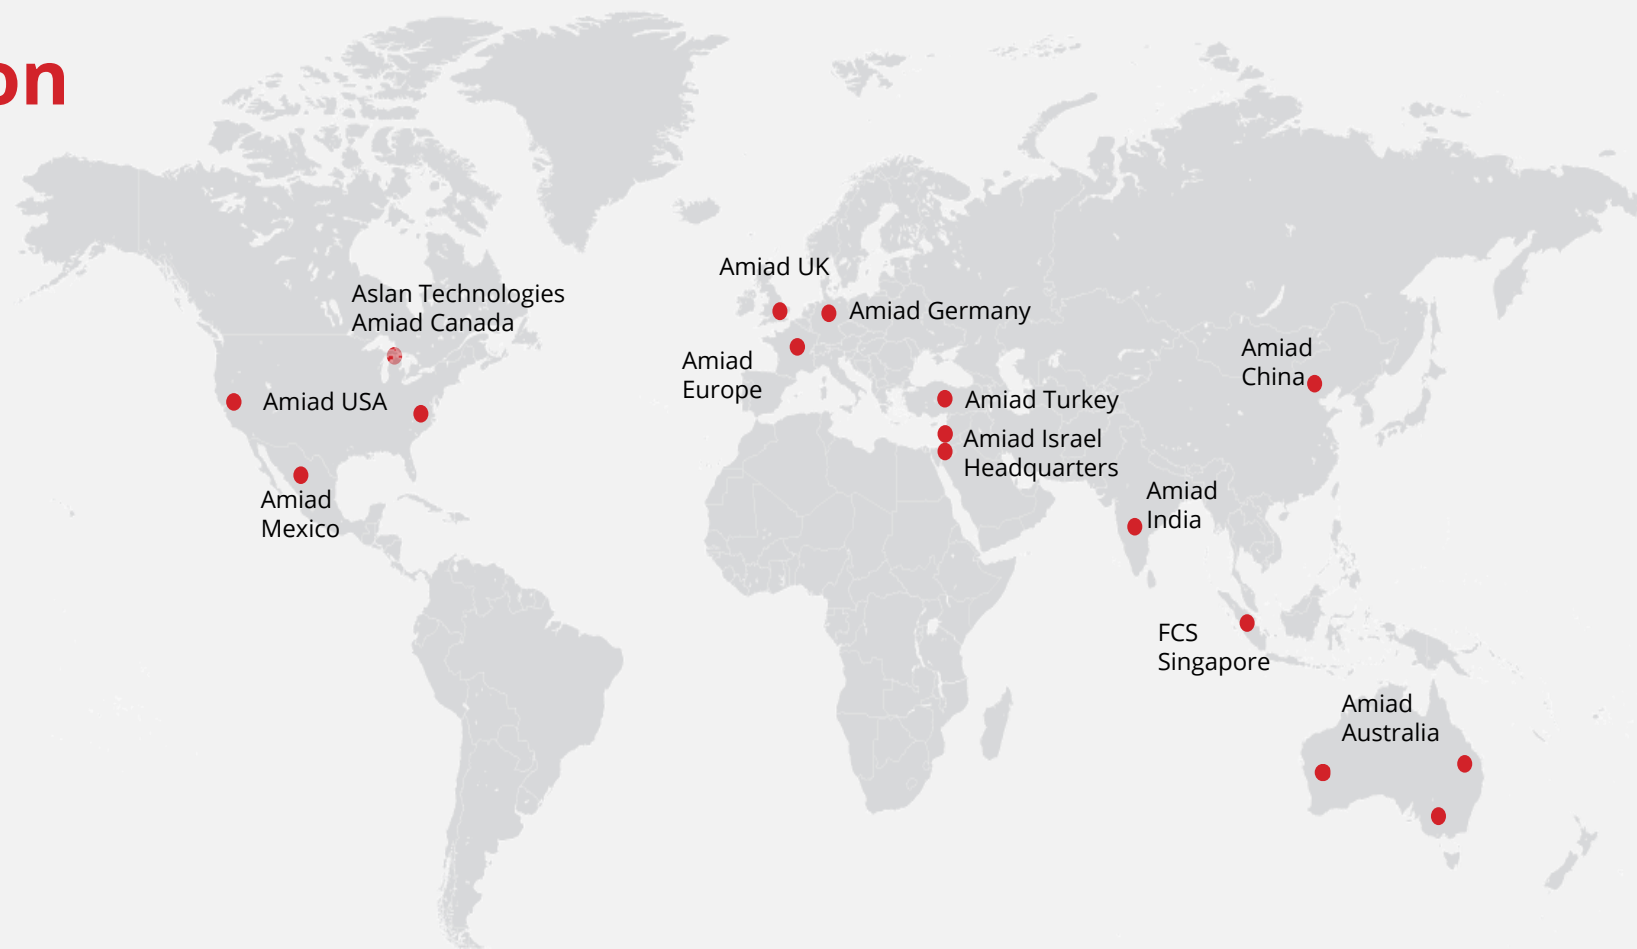 on
Amiad UK
Aslan Technologies
Amiad Canada
Amiad Germany
Amiad
Europe
Amiad
China
Amiad USA
Amiad Turkey
Amiad Israel
Headquarters
Amiad
Mexico
Amiad
India
FCS
Singapore
Amiad
Australia